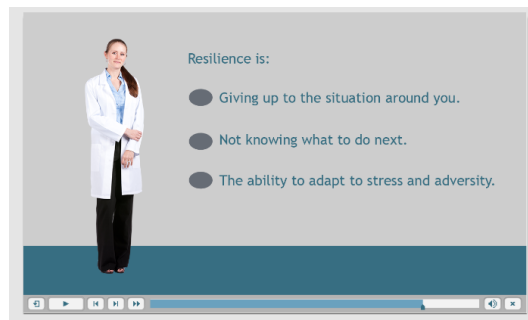 Resilience is:
Giving up to the situation around you.
Not knowing what to do next.
The ability to adapt to stress and adversity.